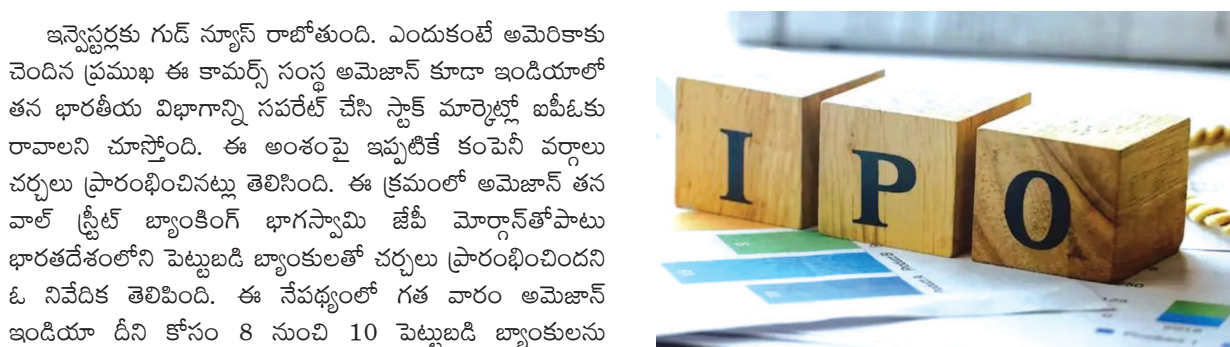 ఇన్వెస్టర్లకు గుడ్ న్యూస్ రాబోతుంది. ఎందుకంటే అమెరికాకు
చెందిన ప్రముఖ ఈ కామర్స్ సంస్థ అమెజాన్ కూడా ఇండియాలో
తన భారతీయ విభాగాన్ని సపరేట్ చేసి స్టాక్ మార్కెట్లో ఐపీఓకు
రావాలని చూస్తోంది. ఈ అంశంపై ఇప్పటికే కంపెనీ వర్గాలు
చర్చలు ప్రారంభించినట్లు తెలిసింది. ఈ క్రమంలో అమెజాన్ తన
వాల్ స్ట్రీట్ బ్యాంకింగ్ భాగస్వామి జేపీ మోర్గాన్‌తోపాటు
భారతదేశంలోని పెట్టుబడి బ్యాంకులతో చర్చలు ప్రారంభించిందని
ఓ నివేదిక తెలిపింది. ఈ నేపథ్యంలో గత వారం అమెజాన్
ఇండియా దీని కోసం 8 నుంచి 10 పెట్టుబడి బ్యాంకులను
IPO